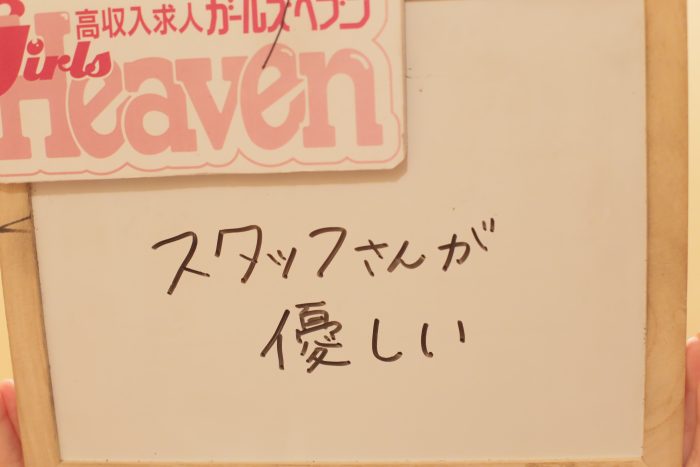 高収入求人ガールズヘブン
Girls
Heaven
スタッフさんが
優しい